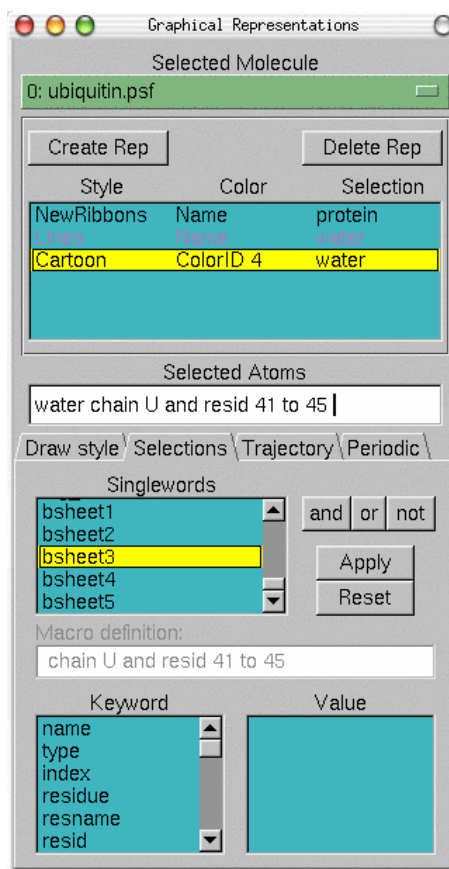 Graphical Representations
Selected Molecule
0: ubiquitin.psf
Create Rep Delete Rep
Style Color Selection
NewRibbons Name protein
Lines Name water
Cartoon ColorID 4 water
Selected Atoms
water chain U and resid 41 to 45
Draw style Selections Trajectory Periodic
Singlewords
bsheet1
and or not
bsheet2
bsheet3
Apply
bsheet4
bsheet5
Reset
Macro definition:
chain U and resid 41 to 45
Keyword Value
name
type
index
residue
resname
resid